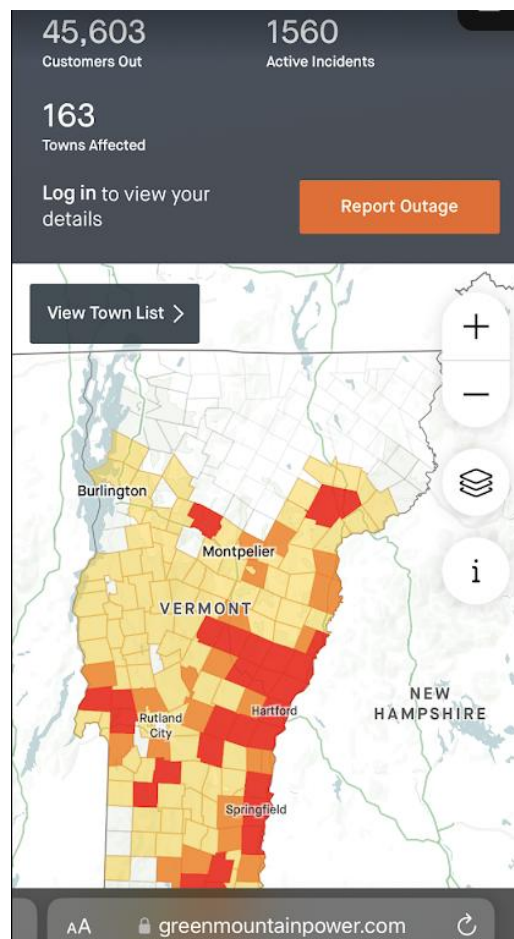 45,603
Customers Out
1560
Active Incidents
163
Towns Affected
Log in to view your
details
Report Outage
View Town List >
+
−
Burlington
Montpelier
i
VERMONT
NEW
HAMPSHIRE
Hartford
Rutland
City
Springfield
AA
greenmountainpower.com